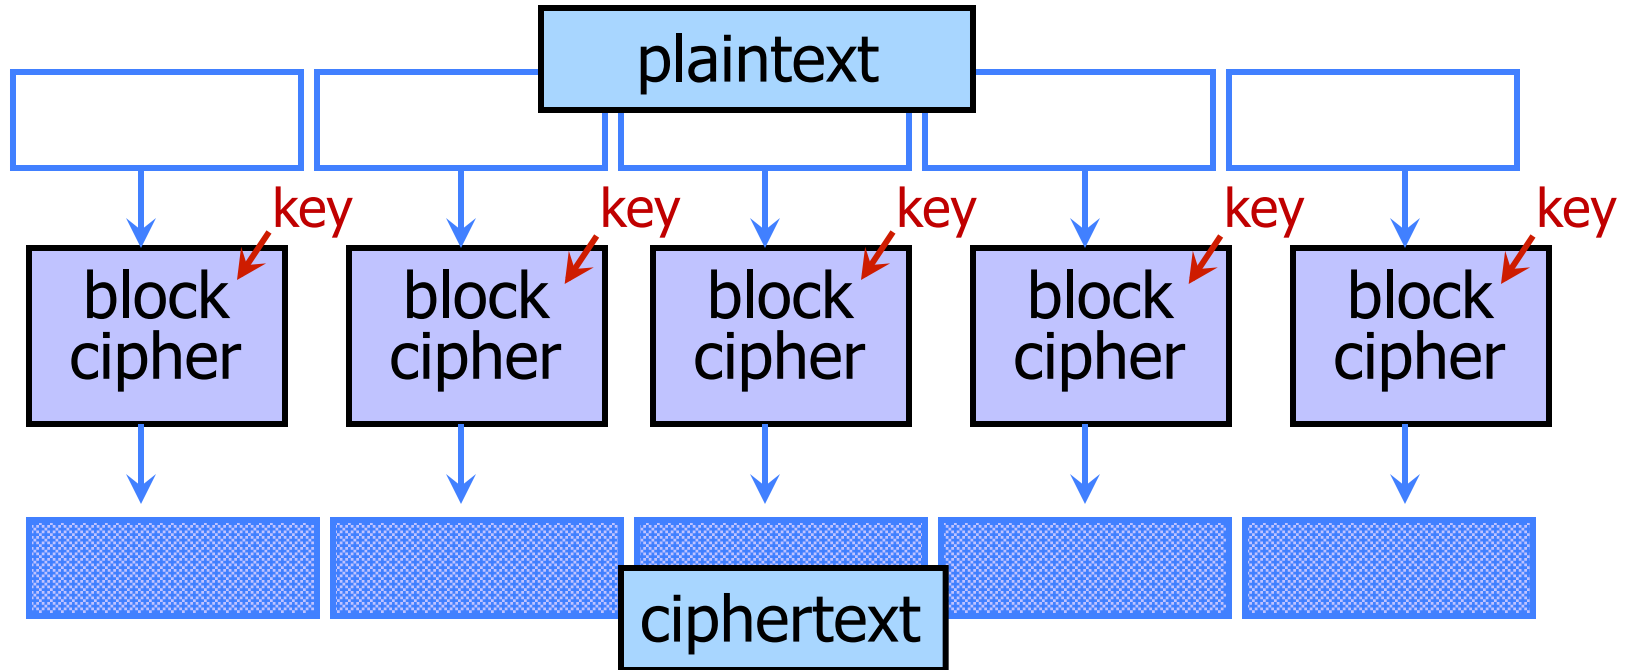 plaintext
key
key
key
key
key
block
cipher
block
cipher
block
cipher
block
cipher
block
cipher
ciphertext